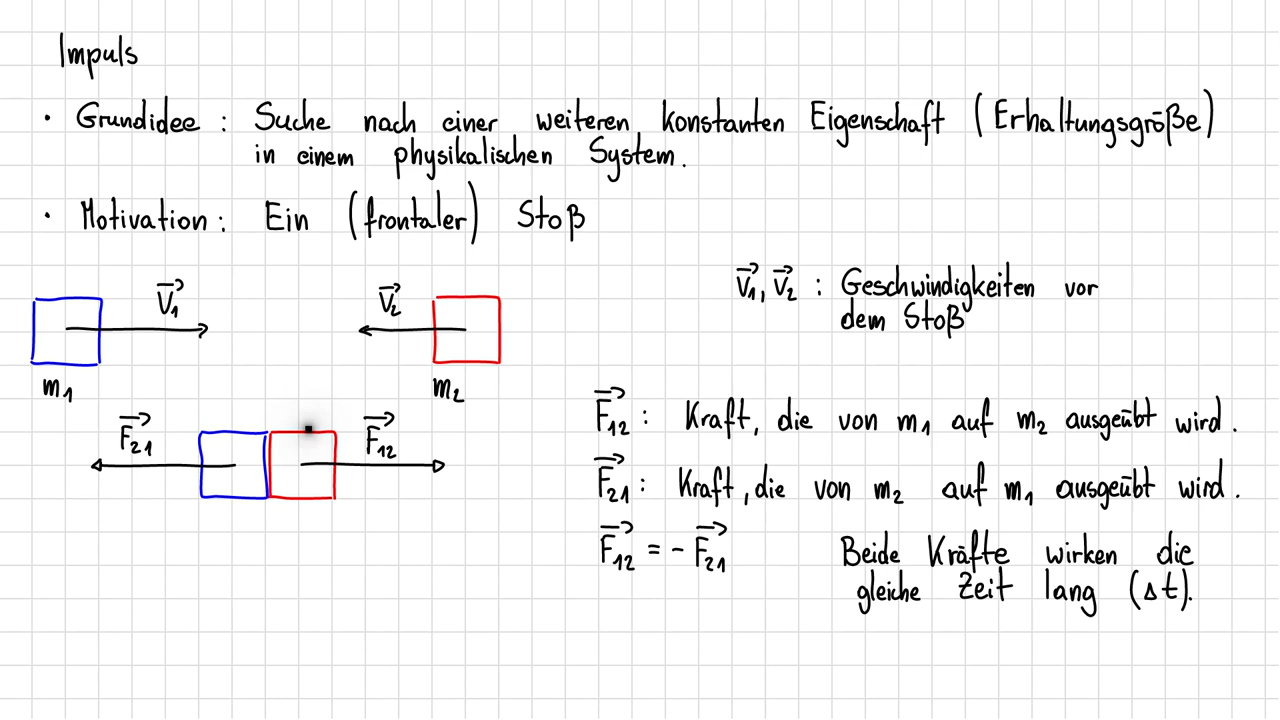 Impuls
• Grundidee : Suche nach einer weiteren konstanten Eigenschaft (Erhaltungsgröße)
in einem physikalischen System.
• Motivation : Ein (frontaler) Stoß
V⃗₁
V⃗₂
V⃗₁, V⃗₂ : Geschwindigkeiten vor
dem Stoß
m₁
m₂
F⃗₂₁
F⃗₁₂
F⃗₁₂ : Kraft, die von m₁ auf m₂ ausgeübt wird.
F⃗₂₁ : Kraft, die von m₂ auf m₁ ausgeübt wird.
F⃗₁₂ = - F⃗₂₁
Beide Kräfte wirken die
gleiche Zeit lang (Δt).